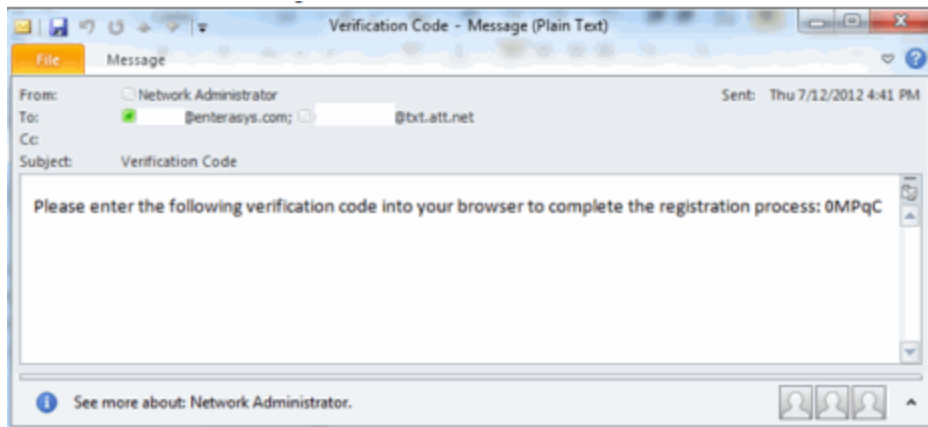 Verification Code - Message (Plain Text)
File Message
From: Network Administrator Sent: Thu 7/12/2012 4:41 PM
To: @enterasys.com; @txt.att.net
Cc:
Subject: Verification Code
Please enter the following verification code into your browser to complete the registration process: 0MPqC
See more about: Network Administrator.